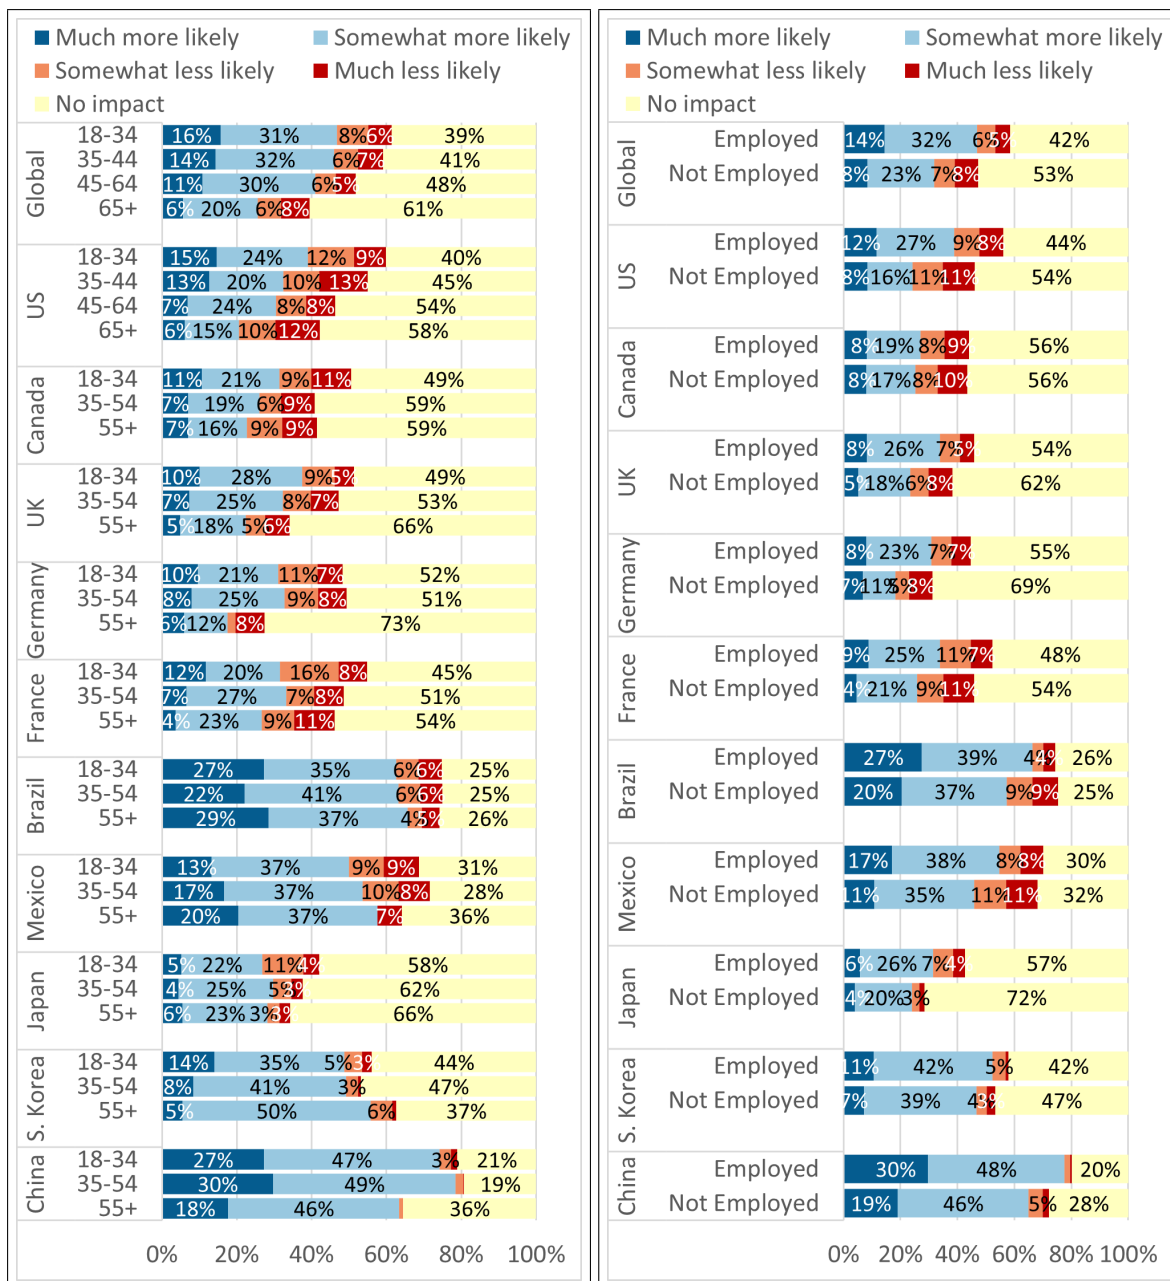 Much more likely
Somewhat more likely
Somewhat less likely
Much less likely
No impact
Global
18-34 16% 31% 8% 6% 39%
35-44 14% 32% 6% 7% 41%
45-64 11% 30% 6% 5% 48%
65+ 6% 20% 6% 8% 61%
US
18-34 15% 24% 12% 9% 40%
35-44 13% 20% 10% 13% 45%
45-64 7% 24% 8% 8% 54%
65+ 6% 15% 10% 12% 58%
Canada
18-34 11% 21% 9% 11% 49%
35-54 7% 19% 6% 9% 59%
55+ 7% 16% 9% 9% 59%
UK
18-34 10% 28% 9% 5% 49%
35-54 7% 25% 8% 7% 53%
55+ 5% 18% 5% 6% 66%
Germany
18-34 10% 21% 11% 7% 52%
35-54 8% 25% 9% 8% 51%
55+ 6% 12% 8% 73%
France
18-34 12% 20% 16% 8% 45%
35-54 7% 27% 7% 8% 51%
55+ 4% 23% 9% 11% 54%
Brazil
18-34 27% 35% 6% 6% 25%
35-54 22% 41% 6% 6% 25%
55+ 29% 37% 4% 5% 26%
Mexico
18-34 13% 37% 9% 9% 31%
35-54 17% 37% 10% 8% 28%
55+ 20% 37% 7% 36%
Japan
18-34 5% 22% 11% 4% 58%
35-54 4% 25% 5% 3% 62%
55+ 6% 23% 3% 3% 66%
S. Korea
18-34 14% 35% 5% 3% 44%
35-54 8% 41% 3% 47%
55+ 5% 50% 6% 37%
China
18-34 27% 47% 3% 21%
35-54 30% 49% 19%
55+ 18% 46% 36%
0% 20% 40% 60% 80% 100%
Much more likely
Somewhat more likely
Somewhat less likely
Much less likely
No impact
Global
Employed 14% 32% 6% 5% 42%
Not Employed 8% 23% 7% 8% 53%
US
Employed 12% 27% 9% 8% 44%
Not Employed 8% 16% 11% 11% 54%
Canada
Employed 8% 19% 8% 9% 56%
Not Employed 8% 17% 8% 10% 56%
UK
Employed 8% 26% 7% 5% 54%
Not Employed 5% 18% 6% 8% 62%
Germany
Employed 8% 23% 7% 7% 55%
Not Employed 7% 11% 5% 8% 69%
France
Employed 9% 25% 11% 7% 48%
Not Employed 4% 21% 9% 11% 54%
Brazil
Employed 27% 39% 4% 4% 26%
Not Employed 20% 37% 9% 9% 25%
Mexico
Employed 17% 38% 8% 8% 30%
Not Employed 11% 35% 11% 11% 32%
Japan
Employed 6% 26% 7% 4% 57%
Not Employed 4% 20% 3% 72%
S. Korea
Employed 11% 42% 5% 42%
Not Employed 7% 39% 4% 3% 47%
China
Employed 30% 48% 20%
Not Employed 19% 46% 5% 28%
0% 20% 40% 60% 80% 100%